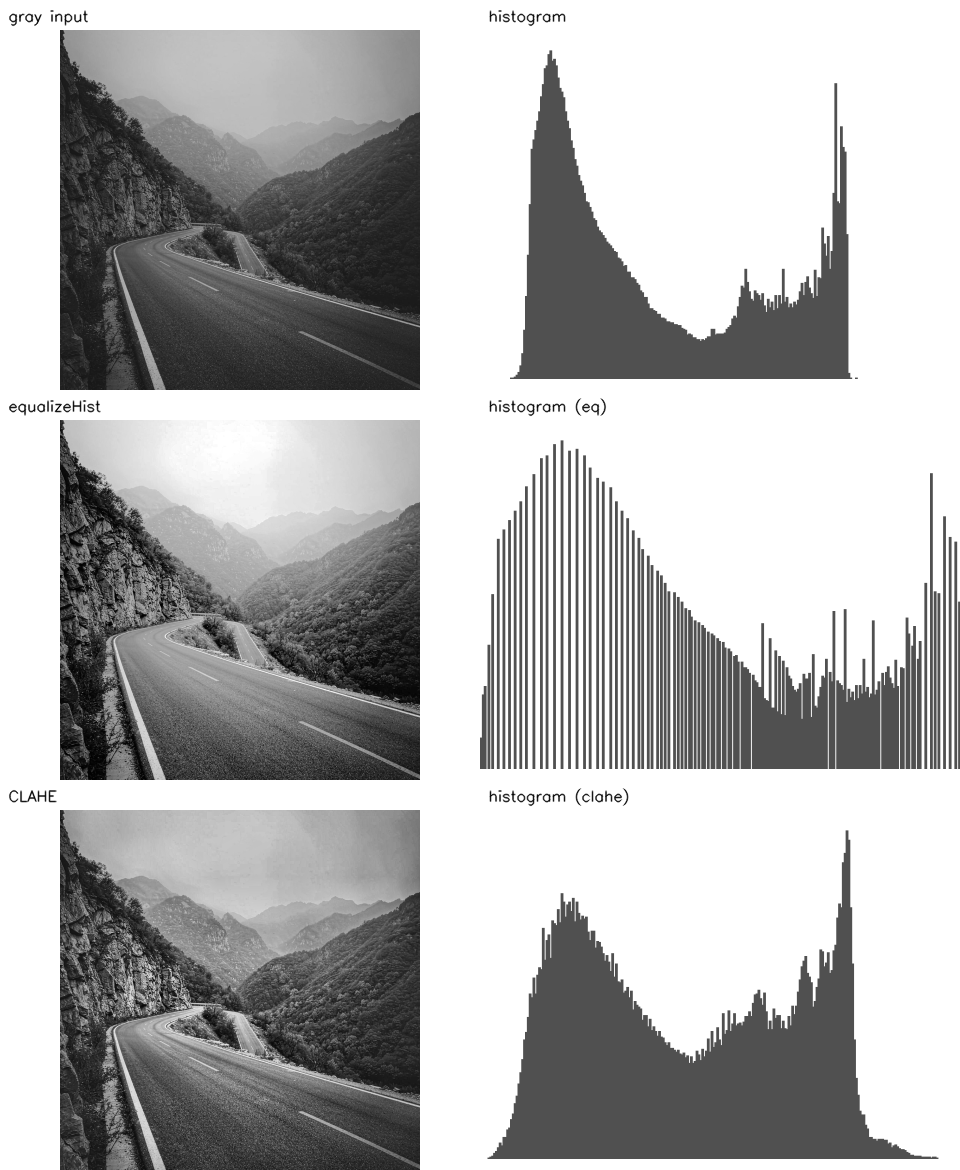 gray input
histogram
equalizeHist
histogram (eq)
CLAHE
histogram (clahe)